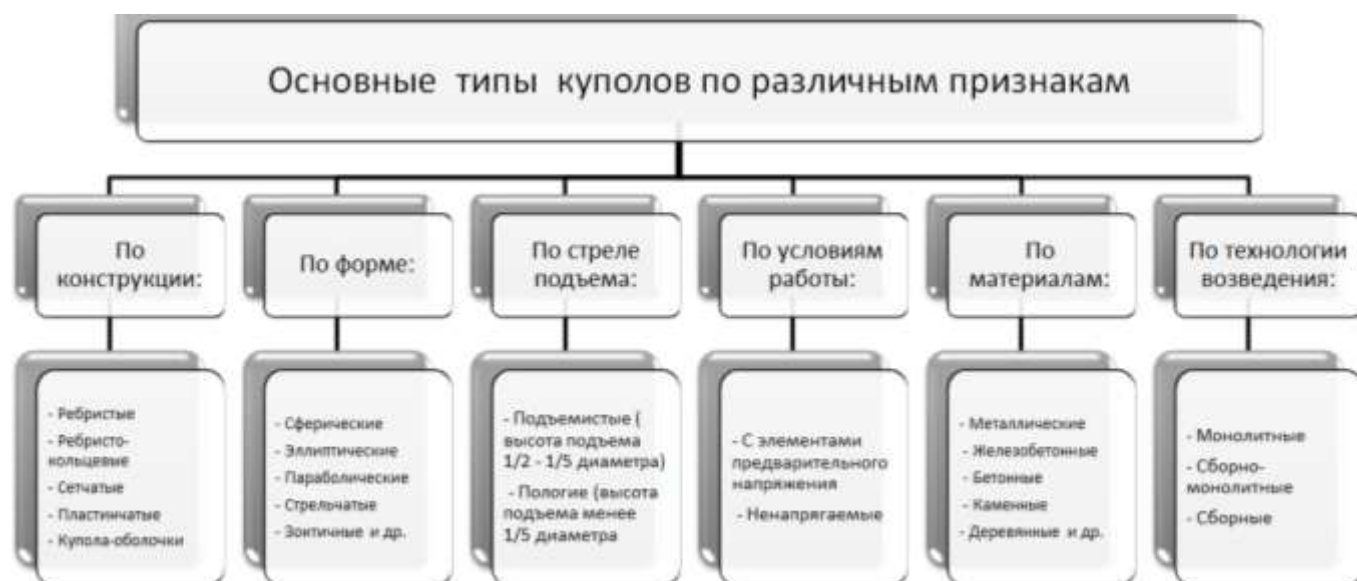 Основные типы куполов по различным признакам
По
конструкции:
По форме:
По стреле
подъема:
По условиям
работы:
По
материалам:
По технологии
возведения:
- Ребристые
- Ребристо-
кольцевые
- Сетчатые
- Пластинчатые
- Купола-оболочки
- Сферические
- Эллиптические
- Параболические
- Стрельчатые
- Зонтичные и др.
- Подъемистые (
высота подъема
1/2 - 1/5 диаметра)
- Пологие (высота
подъема менее
1/5 диаметра
- С элементами
предварительного
напряжения
- Ненапрягаемые
- Металлические
- Железобетонные
- Бетонные
- Каменные
- Деревянные и др.
- Монолитные
- Сборно-
монолитные
- Сборные